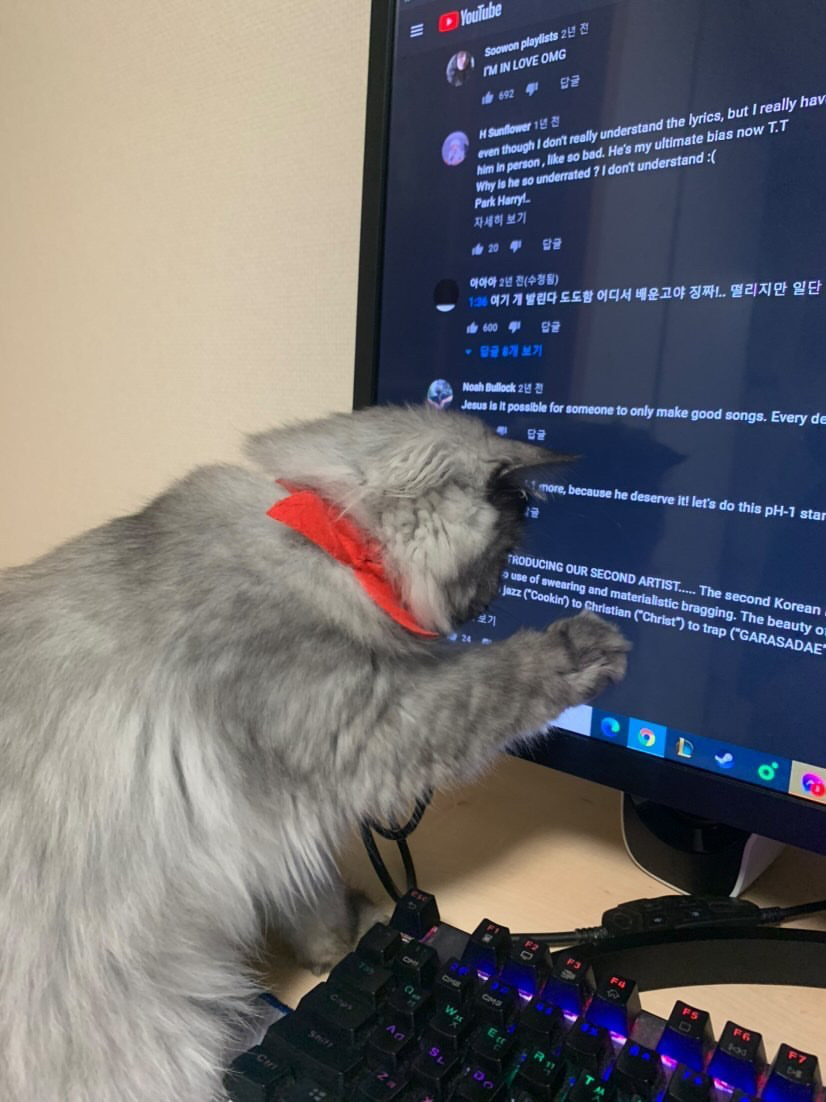 YouTube
Soowon playlists 2년 전
I'M IN LOVE OMG
692 답글
H Sunflower 1년 전
even though I don't really understand the lyrics, but I really hav
him in person , like so bad. He's my ultimate bias now T.T
Why is he so underrated ? I don't understand :(
Park Harry!..
자세히 보기
20 답글
아아아 2년 전(수정됨)
1:36 여기 개 발린다 도도함 어디서 배운고야 징짜!.. 떨리지만 일단
600 답글
답글 8개 보기
Noah Bullock 2년 전
Jesus is it possible for someone to only make good songs. Every de
답글
more, because he deserve it! let's do this pH-1 star
TRODUCING OUR SECOND ARTIST..... The second Korean
use of swearing and materialistic bragging. The beauty of
jazz ("Cookin') to Christian ("Christ") to trap ("GARASADAE"
보기
24
Esc
F1 F2 F3 F4 F5 F6 F7
Tab
Caps
Shift
Ctrl